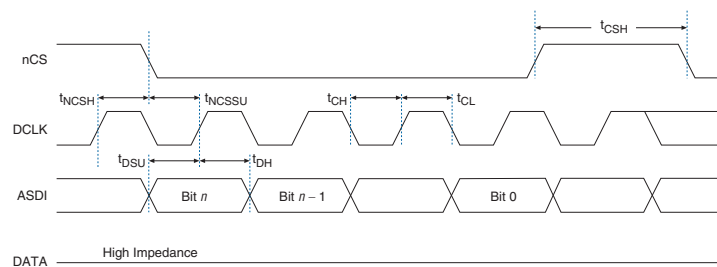 tCSH
nCS
tNCSH
tNCSSU
tCH
tCL
DCLK
tDSU
tDH
ASDI
Bit n
Bit n – 1
Bit 0
High Impedance
DATA